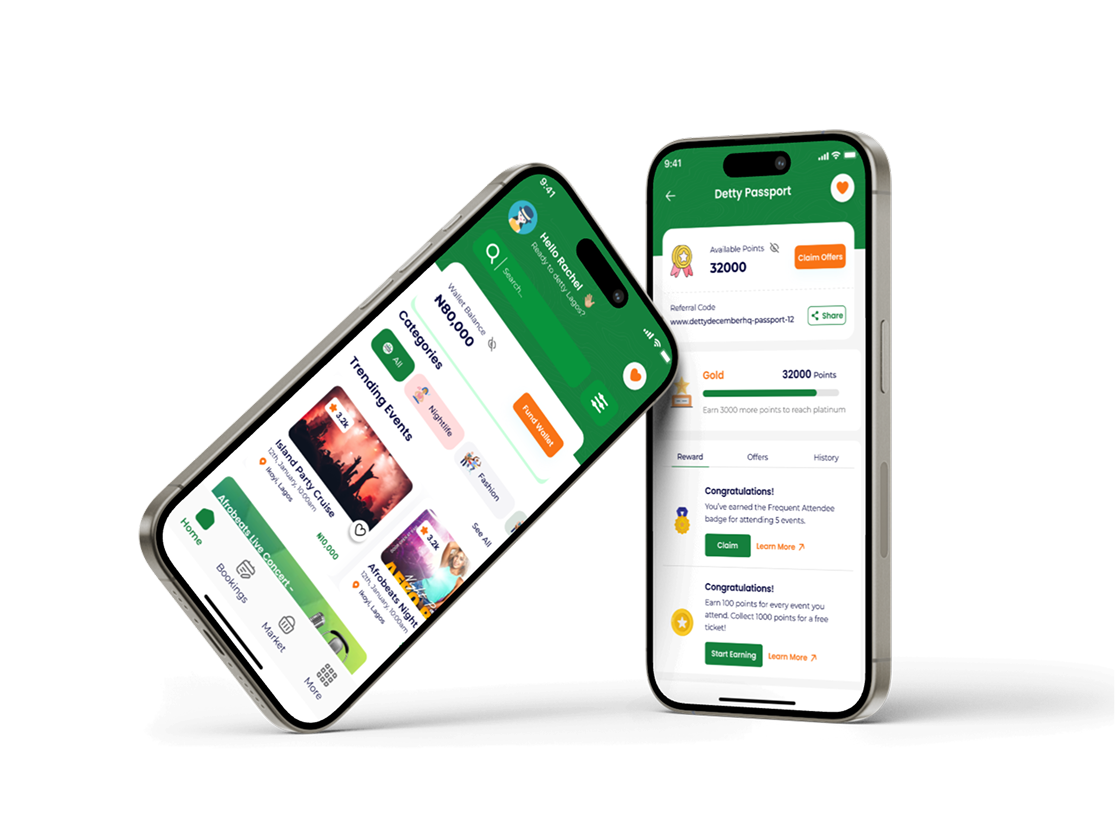 9:41
Hello Rachel
Ready to detty Lagos?
Search...
Wallet Balance
₦80,000
Fund Wallet
Categories
All
Nightlife
Fashion
Trending Events
See All
3.2k
Island Party Cruise
12th, January, 10:00am
Ikoyi, Lagos
₦10,000
3.2k
Afrobeats Night
12th, January, 10:00am
Ikoyi, Lagos
Afrobeats Live Concert –
Home
Bookings
Market
More
9:41
Detty Passport
Available Points
32000
Claim Offers
Referral Code
www.dettydecemberhq-passport-12
Share
Gold
32000 Points
Earn 3000 more points to reach platinum
Reward
Offers
History
Congratulations!
You've earned the Frequent Attendee
badge for attending 5 events.
Claim
Learn More
Congratulations!
Earn 100 points for every event you
attend. Collect 1000 points for a free
ticket!
Start Earning
Learn More